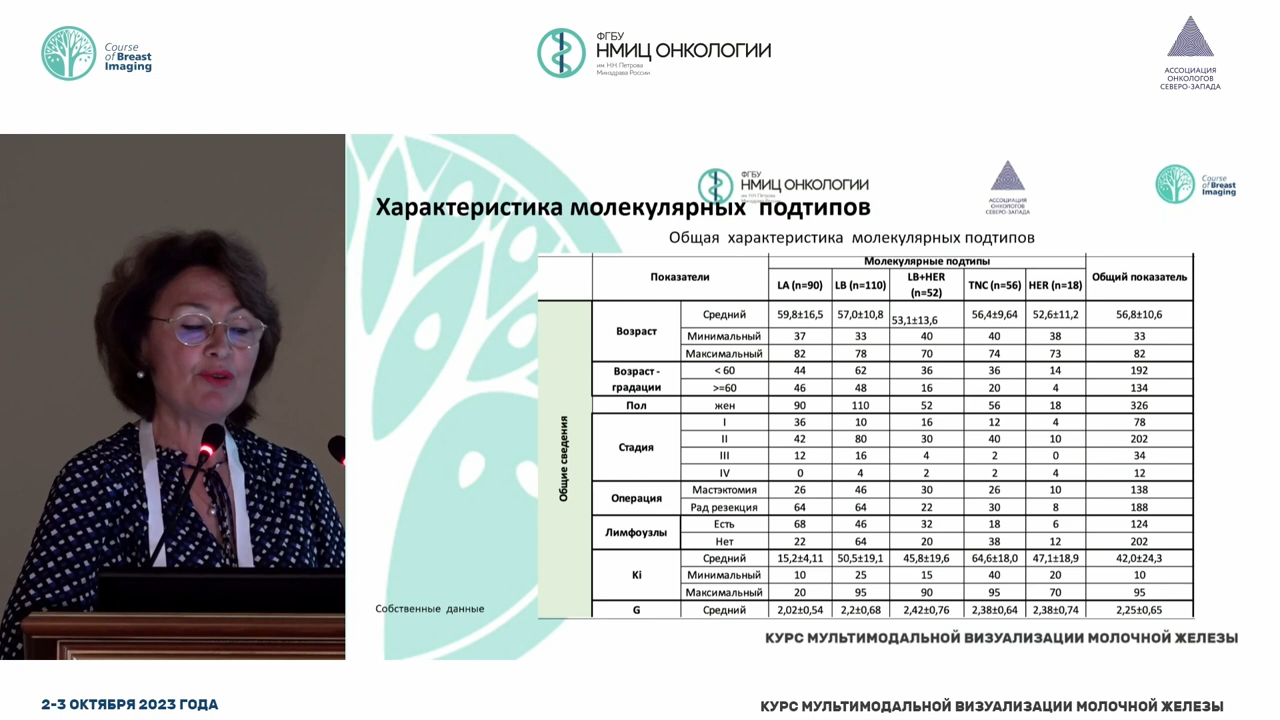 Course
of Breast
Imaging
ФГБУ
НМИЦ ОНКОЛОГИИ
им. Н.Н. Петрова
Минздрава России
АССОЦИАЦИЯ
ОНКОЛОГОВ
СЕВЕРО-ЗАПАДА
ФГБУ
НМИЦ ОНКОЛОГИИ
им. Н.Н. Петрова
Минздрава России
АССОЦИАЦИЯ
ОНКОЛОГОВ
СЕВЕРО-ЗАПАДА
Course
of Breast
Imaging
Характеристика молекулярных подтипов
Общая характеристика молекулярных подтипов
Показатели Молекулярные подтипы Общий показатель
LA (n=90) LB (n=110) LB+HER (n=52) TNC (n=56) HER (n=18)
Общие сведения
Возраст Средний 59,8±16,5 57,0±10,8 53,1±13,6 56,4±9,64 52,6±11,2 56,8±10,6
Минимальный 37 33 40 40 38 33
Максимальный 82 78 70 74 73 82
Возраст - градации < 60 44 62 36 36 14 192
>=60 46 48 16 20 4 134
Пол жен 90 110 52 56 18 326
Стадия I 36 10 16 12 4 78
II 42 80 30 40 10 202
III 12 16 4 2 0 34
IV 0 4 2 2 4 12
Операция Мастэктомия 26 46 30 26 10 138
Рад резекция 64 64 22 30 8 188
Лимфоузлы Есть 68 46 32 18 6 124
Нет 22 64 20 38 12 202
Ki Средний 15,2±4,11 50,5±19,1 45,8±19,6 64,6±18,0 47,1±18,9 42,0±24,3
Минимальный 10 25 15 40 20 10
Максимальный 20 95 90 95 70 95
G Средний 2,02±0,54 2,2±0,68 2,42±0,76 2,38±0,64 2,38±0,74 2,25±0,65
Собственные данные
КУРС МУЛЬТИМОДАЛЬНОЙ ВИЗУАЛИЗАЦИИ МОЛОЧНОЙ ЖЕЛЕЗЫ
2-3 ОКТЯБРЯ 2023 ГОДА
КУРС МУЛЬТИМОДАЛЬНОЙ ВИЗУАЛИЗАЦИИ МОЛОЧНОЙ ЖЕЛЕЗЫ